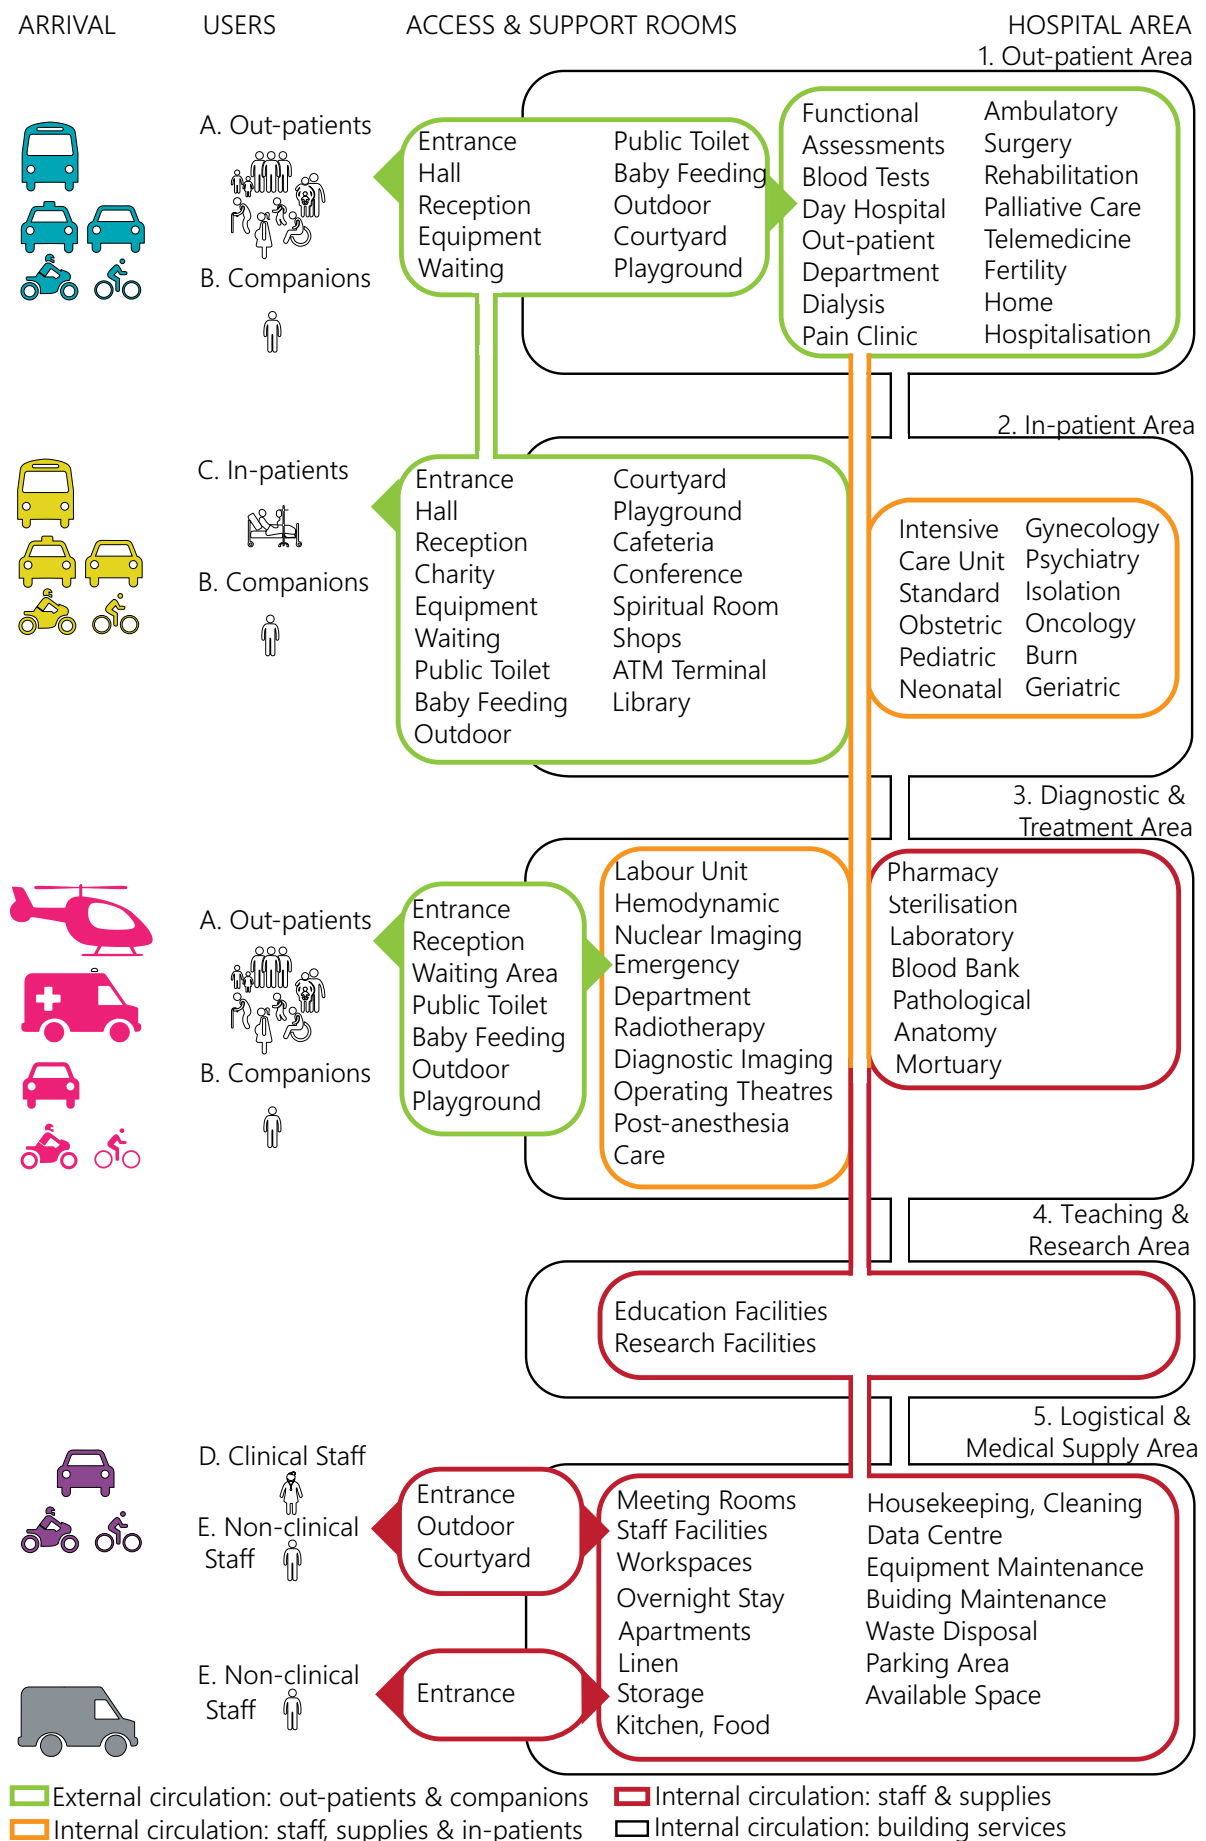 ARRIVAL
USERS
ACCESS & SUPPORT ROOMS
HOSPITAL AREA
1. Out-patient Area
A. Out-patients
B. Companions
Entrance
Hall
Reception
Equipment
Waiting
Public Toilet
Baby Feeding
Outdoor
Courtyard
Playground
Functional
Assessments
Blood Tests
Day Hospital
Out-patient
Department
Dialysis
Pain Clinic
Ambulatory
Surgery
Rehabilitation
Palliative Care
Telemedicine
Fertility
Home
Hospitalisation
2. In-patient Area
C. In-patients
B. Companions
Entrance
Hall
Reception
Charity
Equipment
Waiting
Public Toilet
Baby Feeding
Outdoor
Courtyard
Playground
Cafeteria
Conference
Spiritual Room
Shops
ATM Terminal
Library
Intensive
Care Unit
Standard
Obstetric
Pediatric
Neonatal
Gynecology
Psychiatry
Isolation
Oncology
Burn
Geriatric
3. Diagnostic &
Treatment Area
A. Out-patients
B. Companions
Entrance
Reception
Waiting Area
Public Toilet
Baby Feeding
Outdoor
Playground
Labour Unit
Hemodynamic
Nuclear Imaging
Emergency
Department
Radiotherapy
Diagnostic Imaging
Operating Theatres
Post-anesthesia
Care
Pharmacy
Sterilisation
Laboratory
Blood Bank
Pathological
Anatomy
Mortuary
4. Teaching &
Research Area
Education Facilities
Research Facilities
5. Logistical &
Medical Supply Area
D. Clinical Staff
E. Non-clinical
Staff
Entrance
Outdoor
Courtyard
E. Non-clinical
Staff
Entrance
Meeting Rooms
Staff Facilities
Workspaces
Overnight Stay
Apartments
Linen
Storage
Kitchen, Food
Housekeeping, Cleaning
Data Centre
Equipment Maintenance
Buiding Maintenance
Waste Disposal
Parking Area
Available Space
External circulation: out-patients & companions
Internal circulation: staff & supplies
Internal circulation: staff, supplies & in-patients
Internal circulation: building services